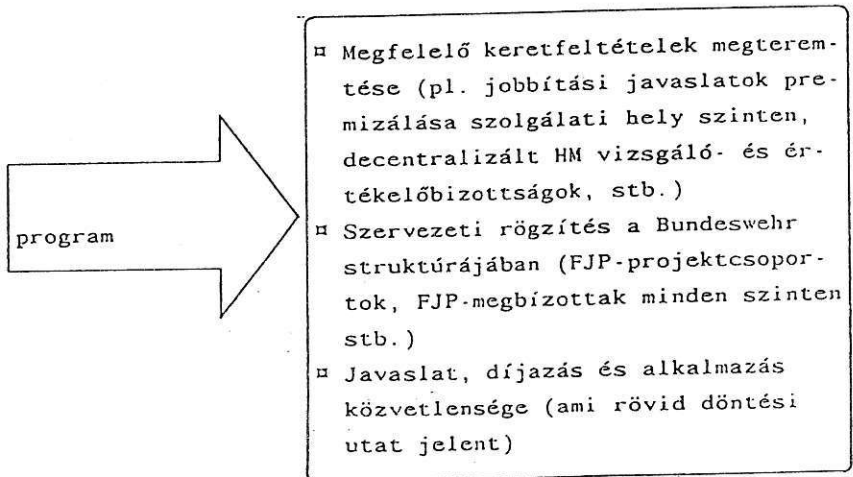 program
¤ Megfelelő keretfeltételek megterem-
tése (pl. jobbítási javaslatok pre-
mizálása szolgálati hely szinten,
decentralizált HM vizsgáló- és ér-
tékelőbizottságok, stb.)
¤ Szervezeti rögzítés a Bundeswehr
struktúrájában (FJP-projektcsopor-
tok, FJP-megbízottak minden szinten
stb.)
¤ Javaslat, díjazás és alkalmazás
közvetlensége (ami rövid döntési
utat jelent)